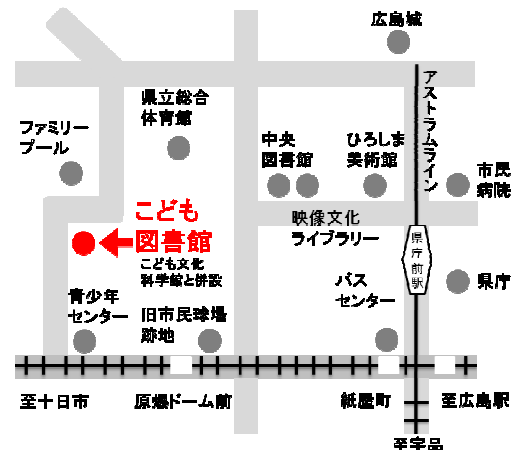 広島城
アストラムライン
県立総合
体育館
ファミリー
プール
中央
図書館
ひろしま
美術館
市民
病院
こども
図書館
こども文化
科学館と併設
映像文化
ライブラリー
県庁前駅
県庁
バス
センター
青少年
センター
旧市民球場
跡地
至十日市
原爆ドーム前
紙屋町
至広島駅
至宇品